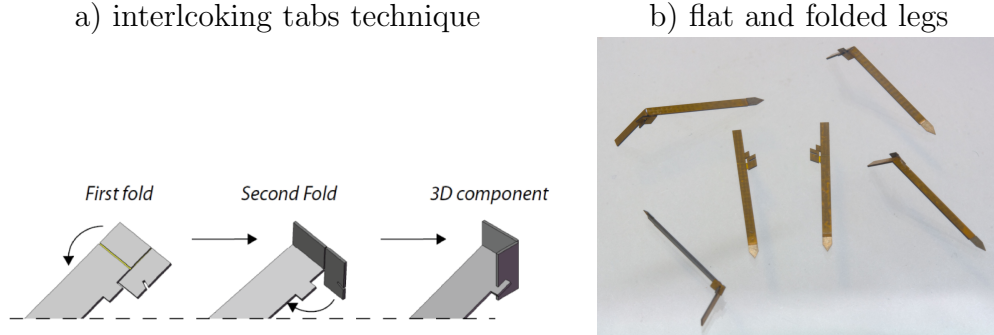 a) interlcoking tabs technique
b) flat and folded legs
First fold
Second Fold
3D component